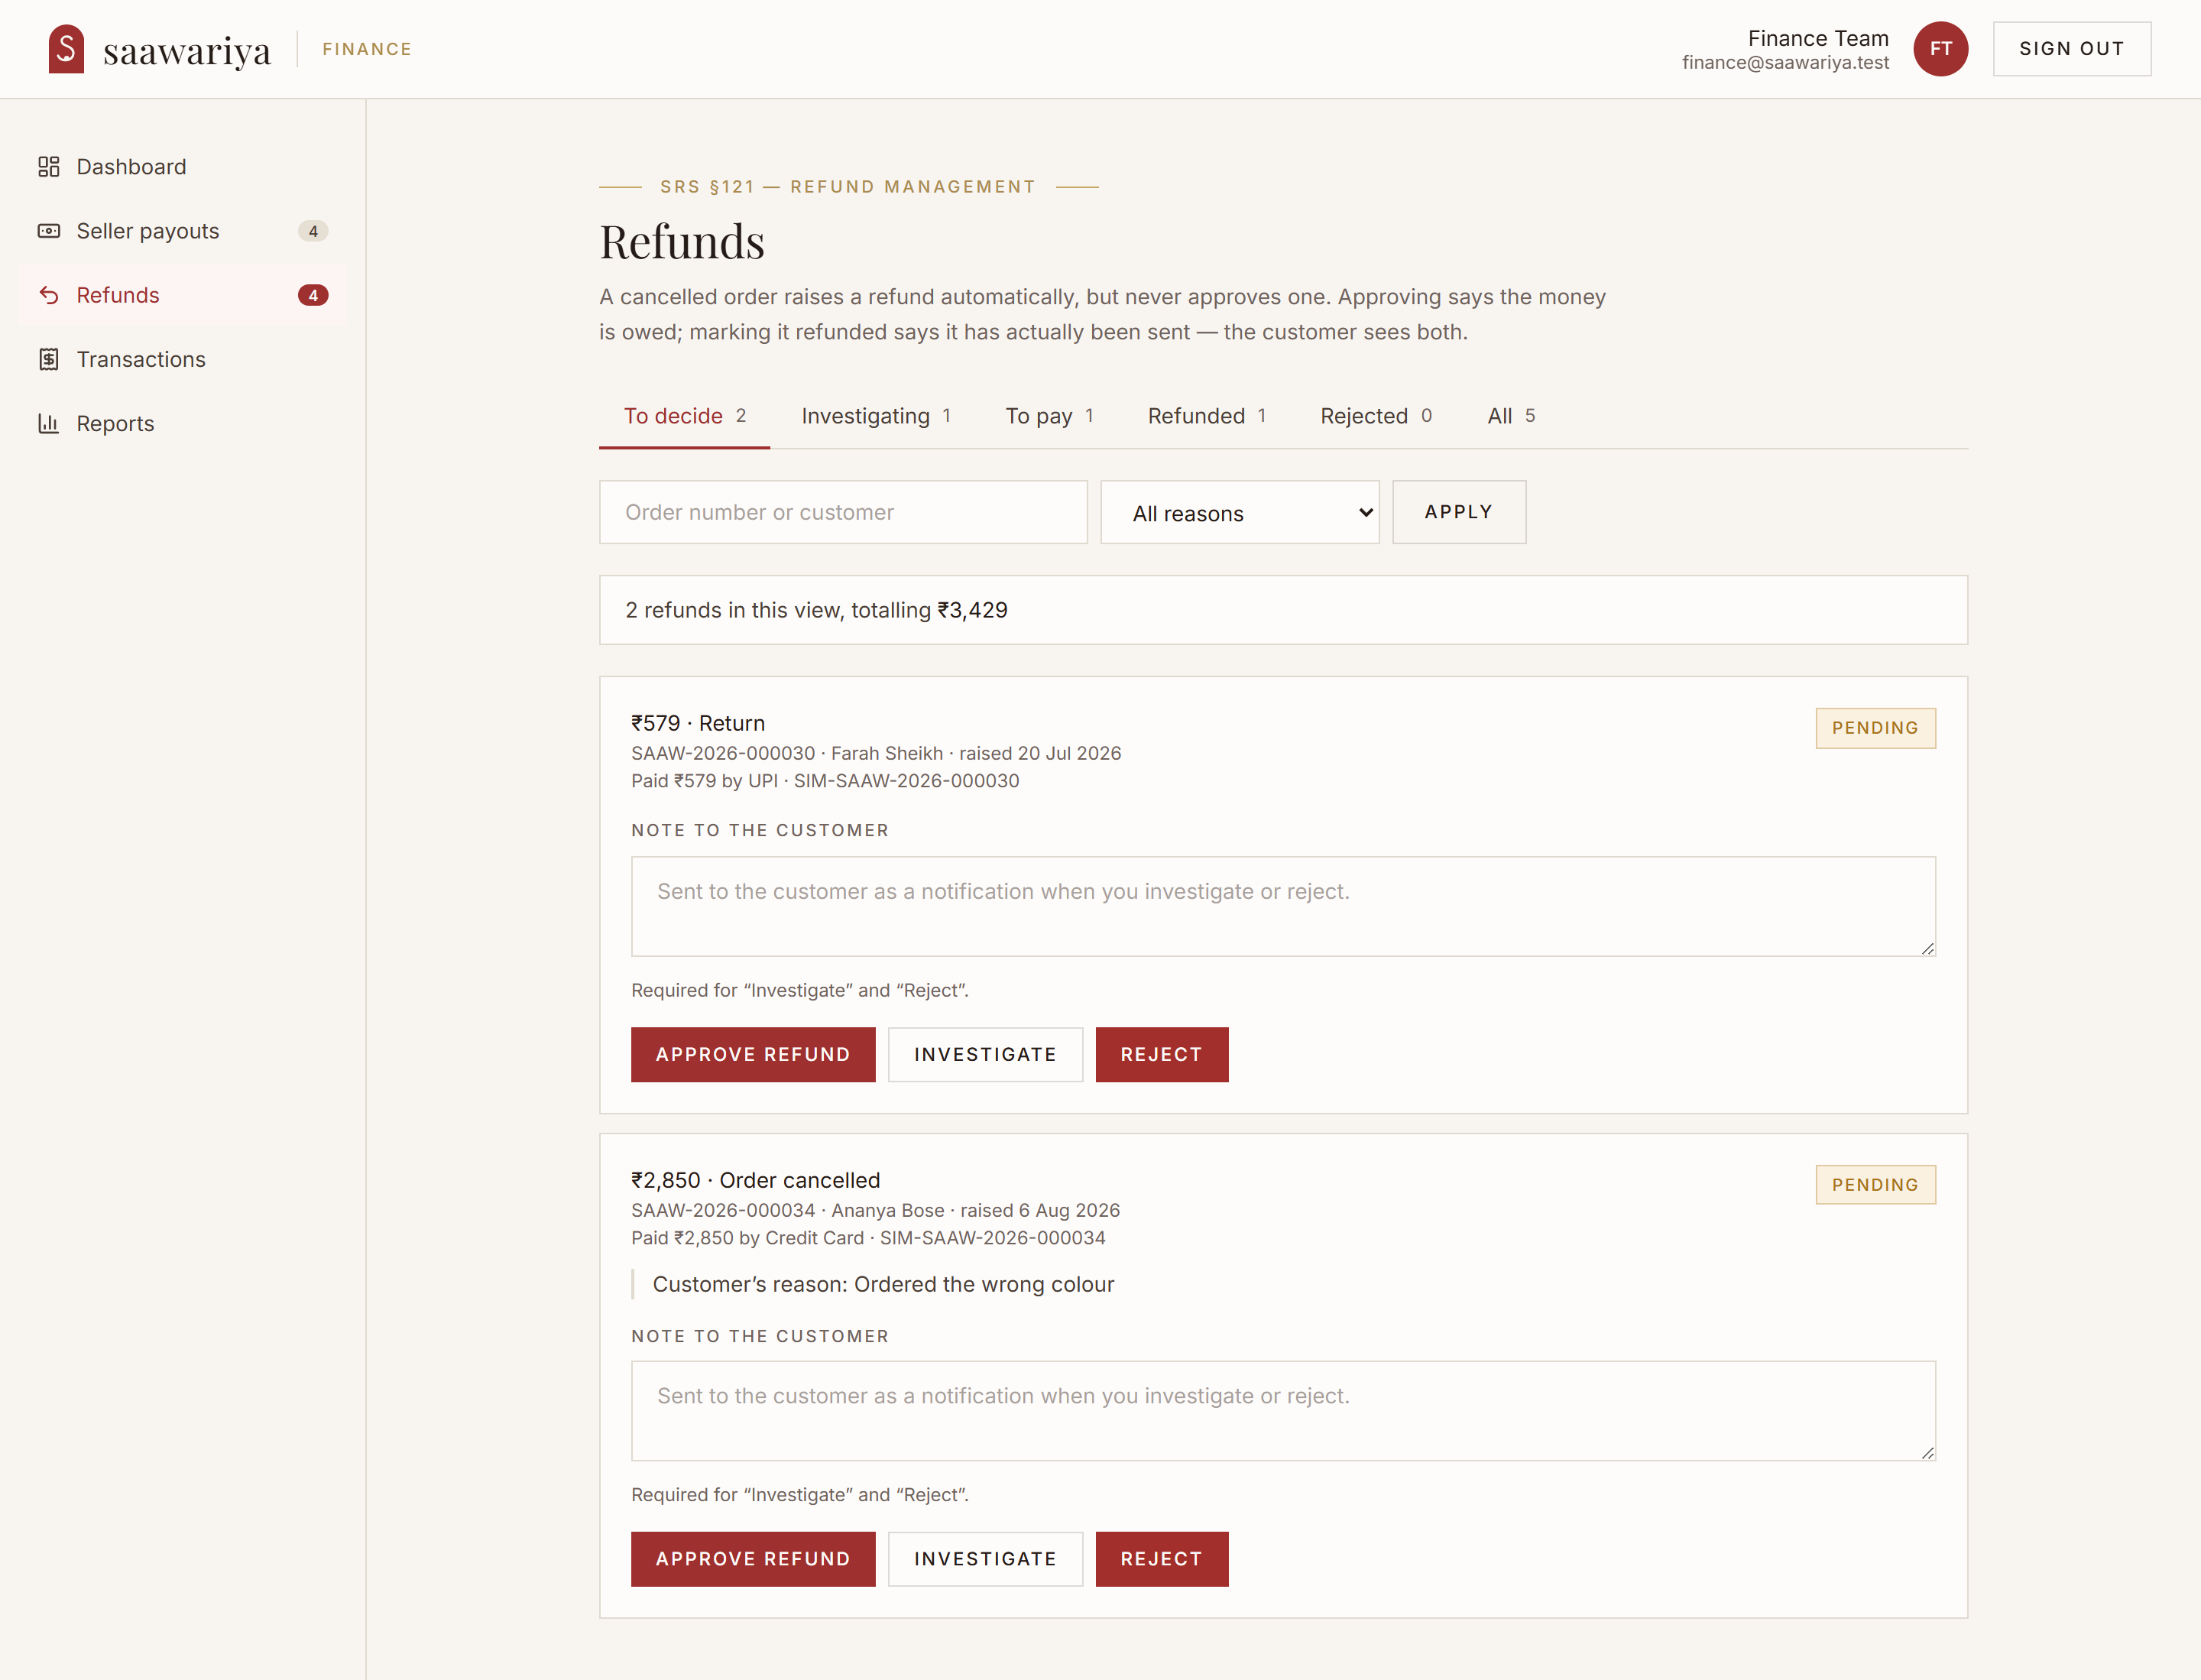 saawariya
FINANCE
Finance Team
finance@saawariya.test
FT
SIGN OUT
Dashboard
Seller payouts 4
Refunds 4
Transactions
Reports
SRS §121 — REFUND MANAGEMENT
Refunds
A cancelled order raises a refund automatically, but never approves one. Approving says the money
is owed; marking it refunded says it has actually been sent — the customer sees both.
To decide 2 Investigating 1 To pay 1 Refunded 1 Rejected 0 All 5
Order number or customer
All reasons
APPLY
2 refunds in this view, totalling ₹3,429
₹579 · Return
PENDING
SAAW-2026-000030 · Farah Sheikh · raised 20 Jul 2026
Paid ₹579 by UPI · SIM-SAAW-2026-000030
NOTE TO THE CUSTOMER
Sent to the customer as a notification when you investigate or reject.
Required for “Investigate” and “Reject”.
APPROVE REFUND INVESTIGATE REJECT
₹2,850 · Order cancelled
PENDING
SAAW-2026-000034 · Ananya Bose · raised 6 Aug 2026
Paid ₹2,850 by Credit Card · SIM-SAAW-2026-000034
Customer’s reason: Ordered the wrong colour
NOTE TO THE CUSTOMER
Sent to the customer as a notification when you investigate or reject.
Required for “Investigate” and “Reject”.
APPROVE REFUND INVESTIGATE REJECT